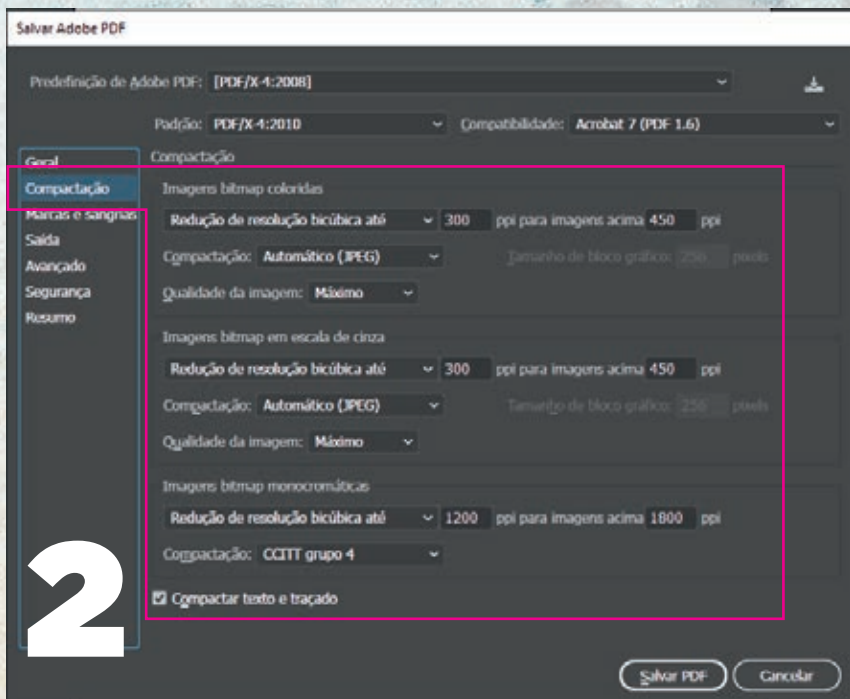 Salvar Adobe PDF
Predefinição de Adobe PDF: [PDF/X-4:2008]
Padrão: PDF/X-4:2010 Compatibilidade: Acrobat 7 (PDF 1.6)
Geral
Compactação
Marcas e sangrias
Saída
Avançado
Segurança
Resumo
Compactação
Imagens bitmap coloridas
Redução de resolução bicúbica até 300 ppi para imagens acima 450 ppi
Compactação: Automático (JPEG) Tamanho de bloco gráfico: 256 pixels
Qualidade da imagem: Máximo
Imagens bitmap em escala de cinza
Redução de resolução bicúbica até 300 ppi para imagens acima 450 ppi
Compactação: Automático (JPEG) Tamanho de bloco gráfico: 256 pixels
Qualidade da imagem: Máximo
Imagens bitmap monocromáticas
Redução de resolução bicúbica até 1200 ppi para imagens acima 1800 ppi
Compactação: CCITT grupo 4
Compactar texto e traçado
2
Salvar PDF Cancelar